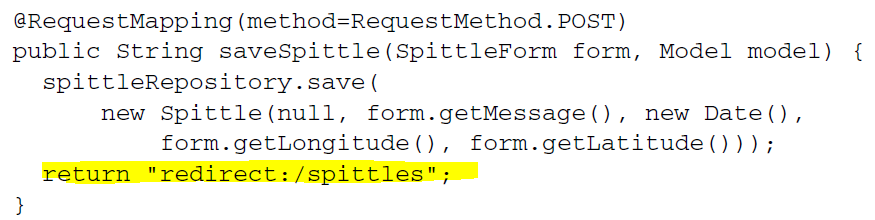 @RequestMapping(method=RequestMethod.POST)
public String saveSpittle(SpittleForm form, Model model) {
  spittleRepository.save(
      new Spittle(null, form.getMessage(), new Date(),
          form.getLongitude(), form.getLatitude()));
  return "redirect:/spittles";
}